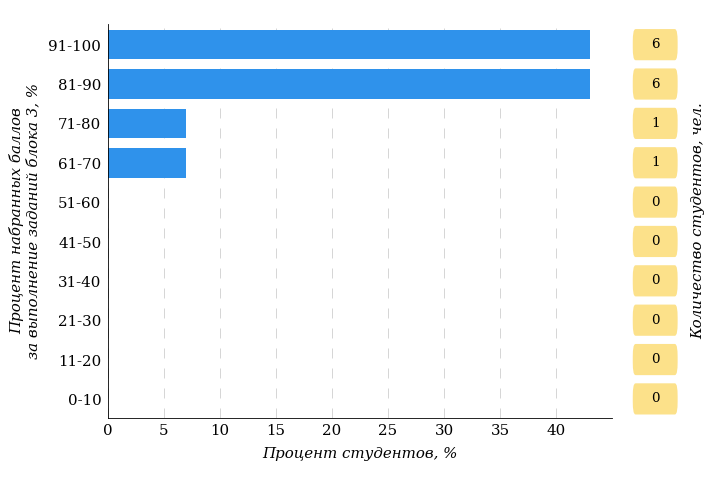 Процент набранных баллов
за выполнение заданий блока 3, %
91-100 6
81-90 6
71-80 1
61-70 1
51-60 0
41-50 0
31-40 0
21-30 0
11-20 0
0-10 0
0 5 10 15 20 25 30 35 40
Процент студентов, %
Количество студентов, чел.